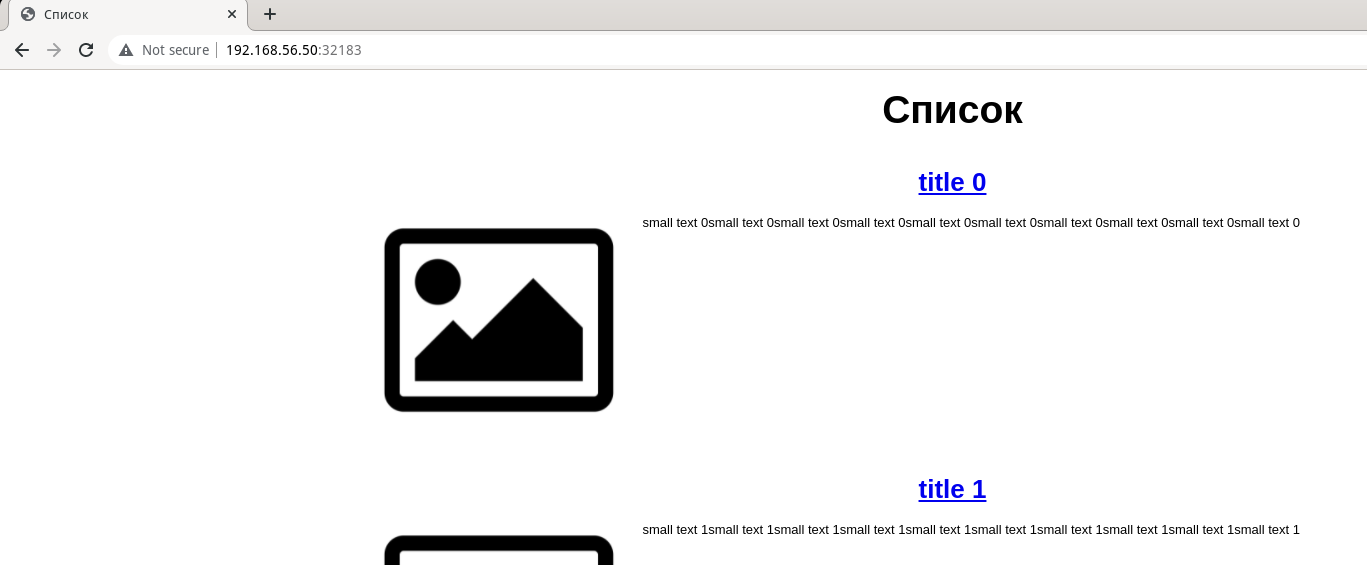 Список
Not secure 192.168.56.50:32183
Список
title 0
small text 0small text 0small text 0small text 0small text 0small text 0small text 0small text 0small text 0small text 0
title 1
small text 1small text 1small text 1small text 1small text 1small text 1small text 1small text 1small text 1small text 1